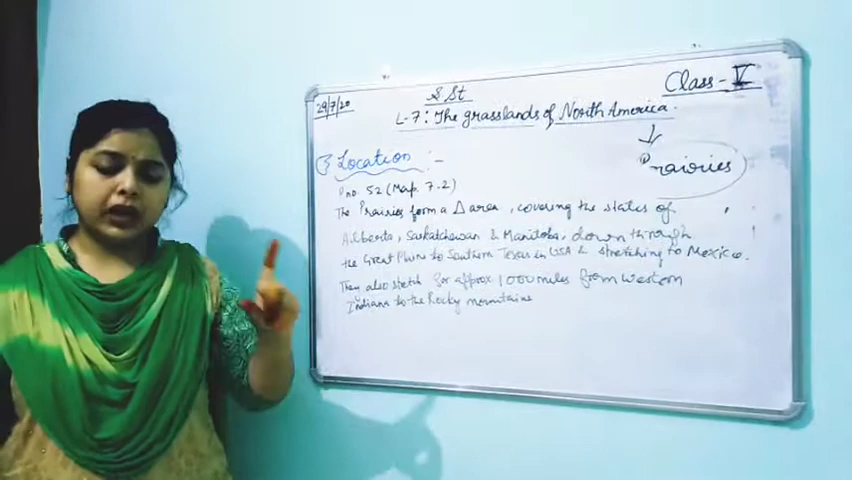 29/7/20
S St
Class - V
L-7: The grasslands of North America.
Prairies
Location :-
P no. 52 (Map. 7.2)
The Prairies form a Δ area, covering the states of
Alberta, Saskatchewan & Manitoba, down through
the Great Plains to Southern Texas in USA & stretching to Mexico.
They also stretch for approx 1000 miles from Western
Indiana to the Rocky mountains